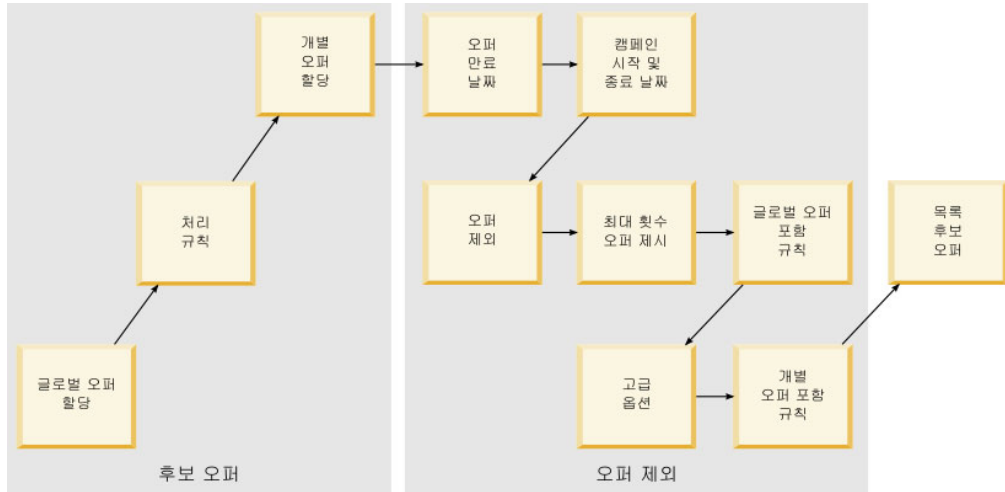 개별
오퍼
할당
오퍼
만료
날짜
캠페인
시작 및
종료 날짜
처리
규칙
오퍼
제외
최대 횟수
오퍼 제시
글로벌 오퍼
포함
규칙
목록
후보
오퍼
글로벌 오퍼
할당
고급
옵션
개별
오퍼 포함
규칙
후보 오퍼
오퍼 제외